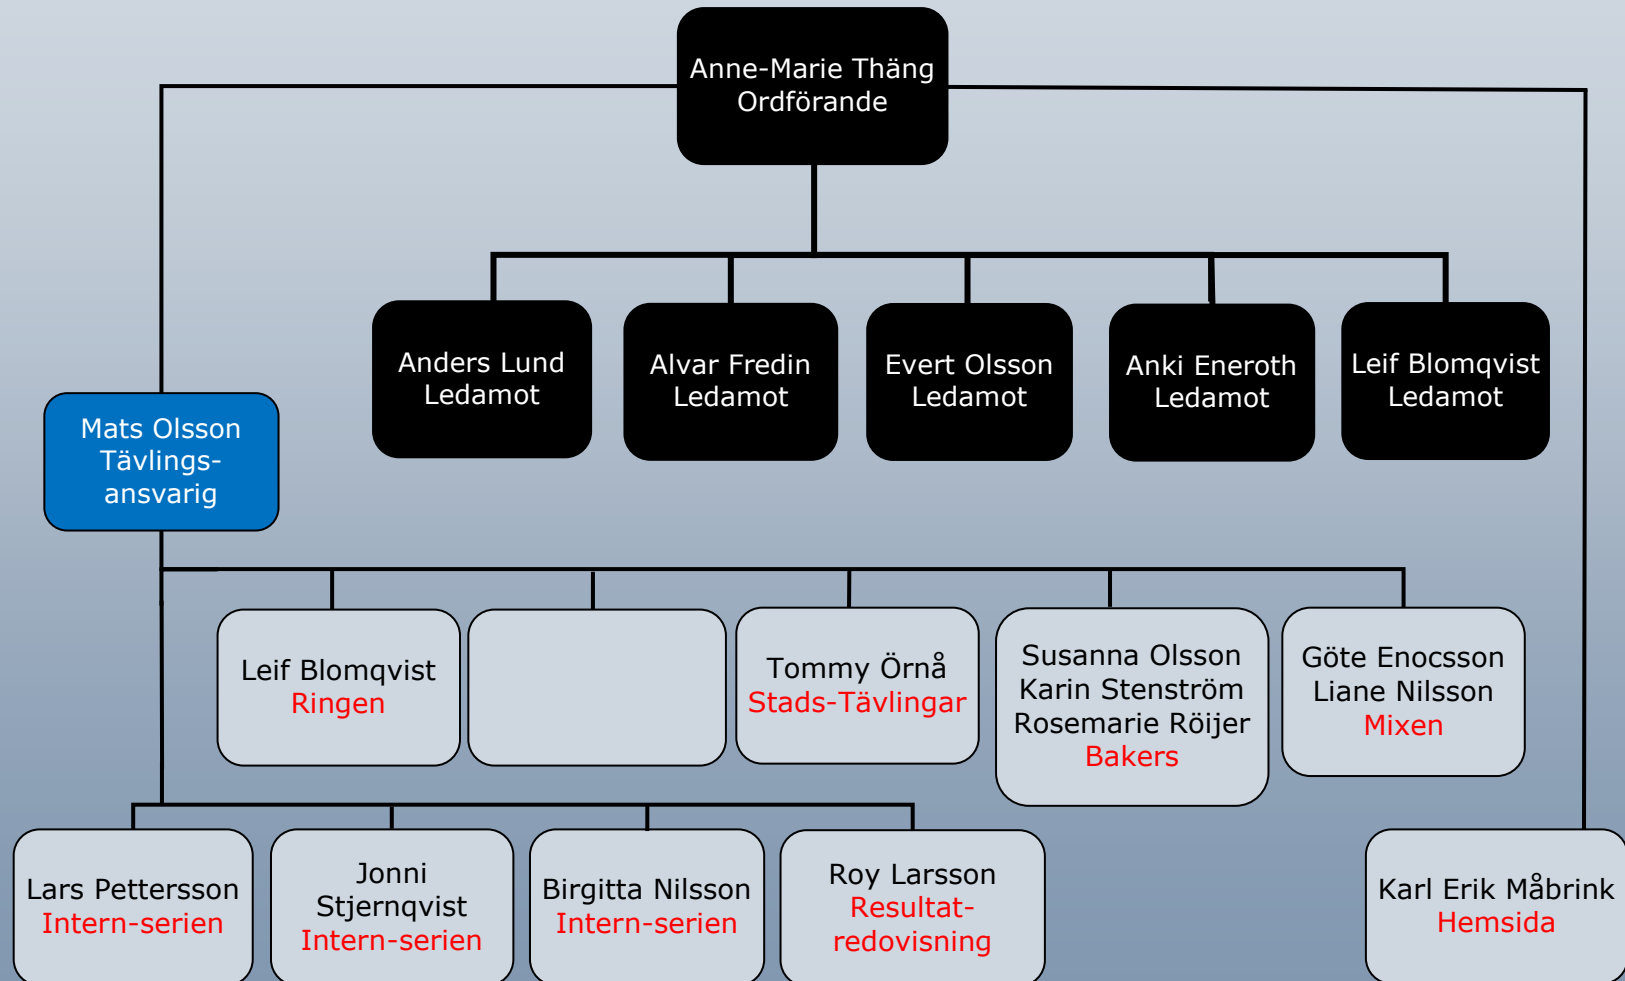 Anne-Marie Thäng
Ordförande
Anders Lund
Ledamot
Alvar Fredin
Ledamot
Evert Olsson
Ledamot
Anki Eneroth
Ledamot
Leif Blomqvist
Ledamot
Mats Olsson
Tävlings-
ansvarig
Leif Blomqvist
Ringen
Tommy Örnå
Stads-Tävlingar
Susanna Olsson
Karin Stenström
Rosemarie Röijer
Bakers
Göte Enocsson
Liane Nilsson
Mixen
Lars Pettersson
Intern-serien
Jonni
Stjernqvist
Intern-serien
Birgitta Nilsson
Intern-serien
Roy Larsson
Resultat-
redovisning
Karl Erik Måbrink
Hemsida